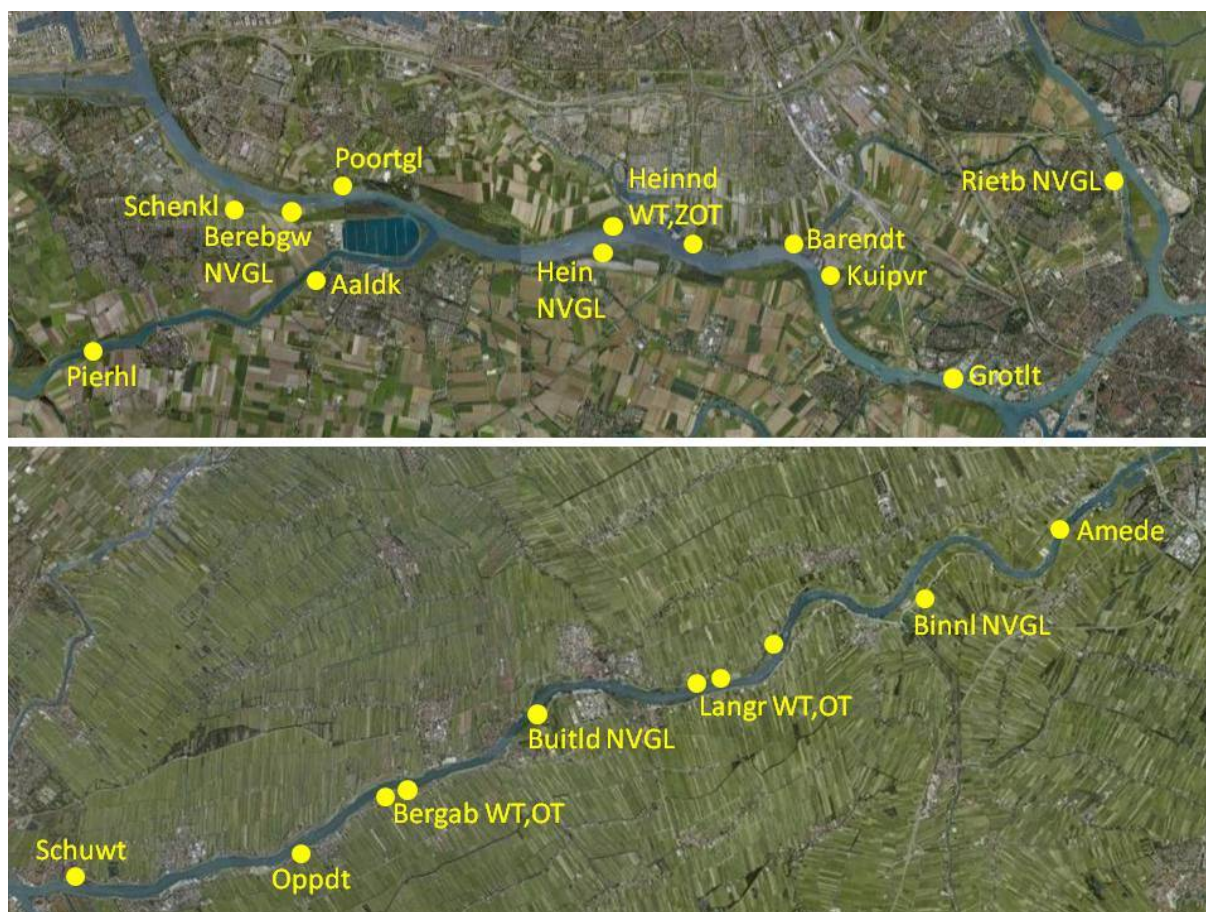 Poortgl
Heinnd
WT,ZOT
Rietb NVGL
Schenkl
Berebgw
NVGL
Barendt
Hein
NVGL
Kuipvr
Aaldk
Pierhl
Grotlt
Amede
Binnl NVGL
Langr WT,OT
Buitld NVGL
Bergab WT,OT
Schuwt
Oppdt